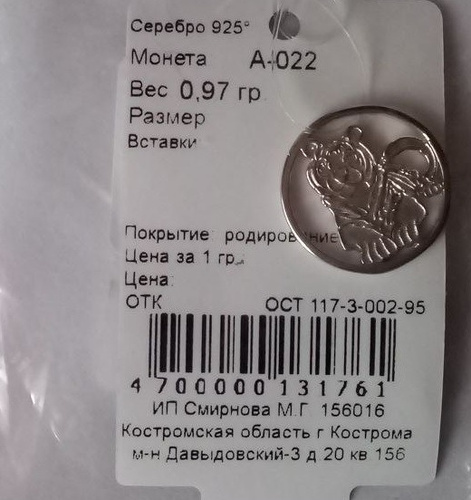 Серебро 925°
Монета А-022
Вес 0,97 гр
Размер
Вставки
Покрытие: родирование
Цена за 1 гр.
Цена:
ОТК ОСТ 117-3-002-95
4 700000 131761
ИП Смирнова М.Г 156016
Костромская область г Кострома
м-н Давыдовский-3 д 20 кв 156